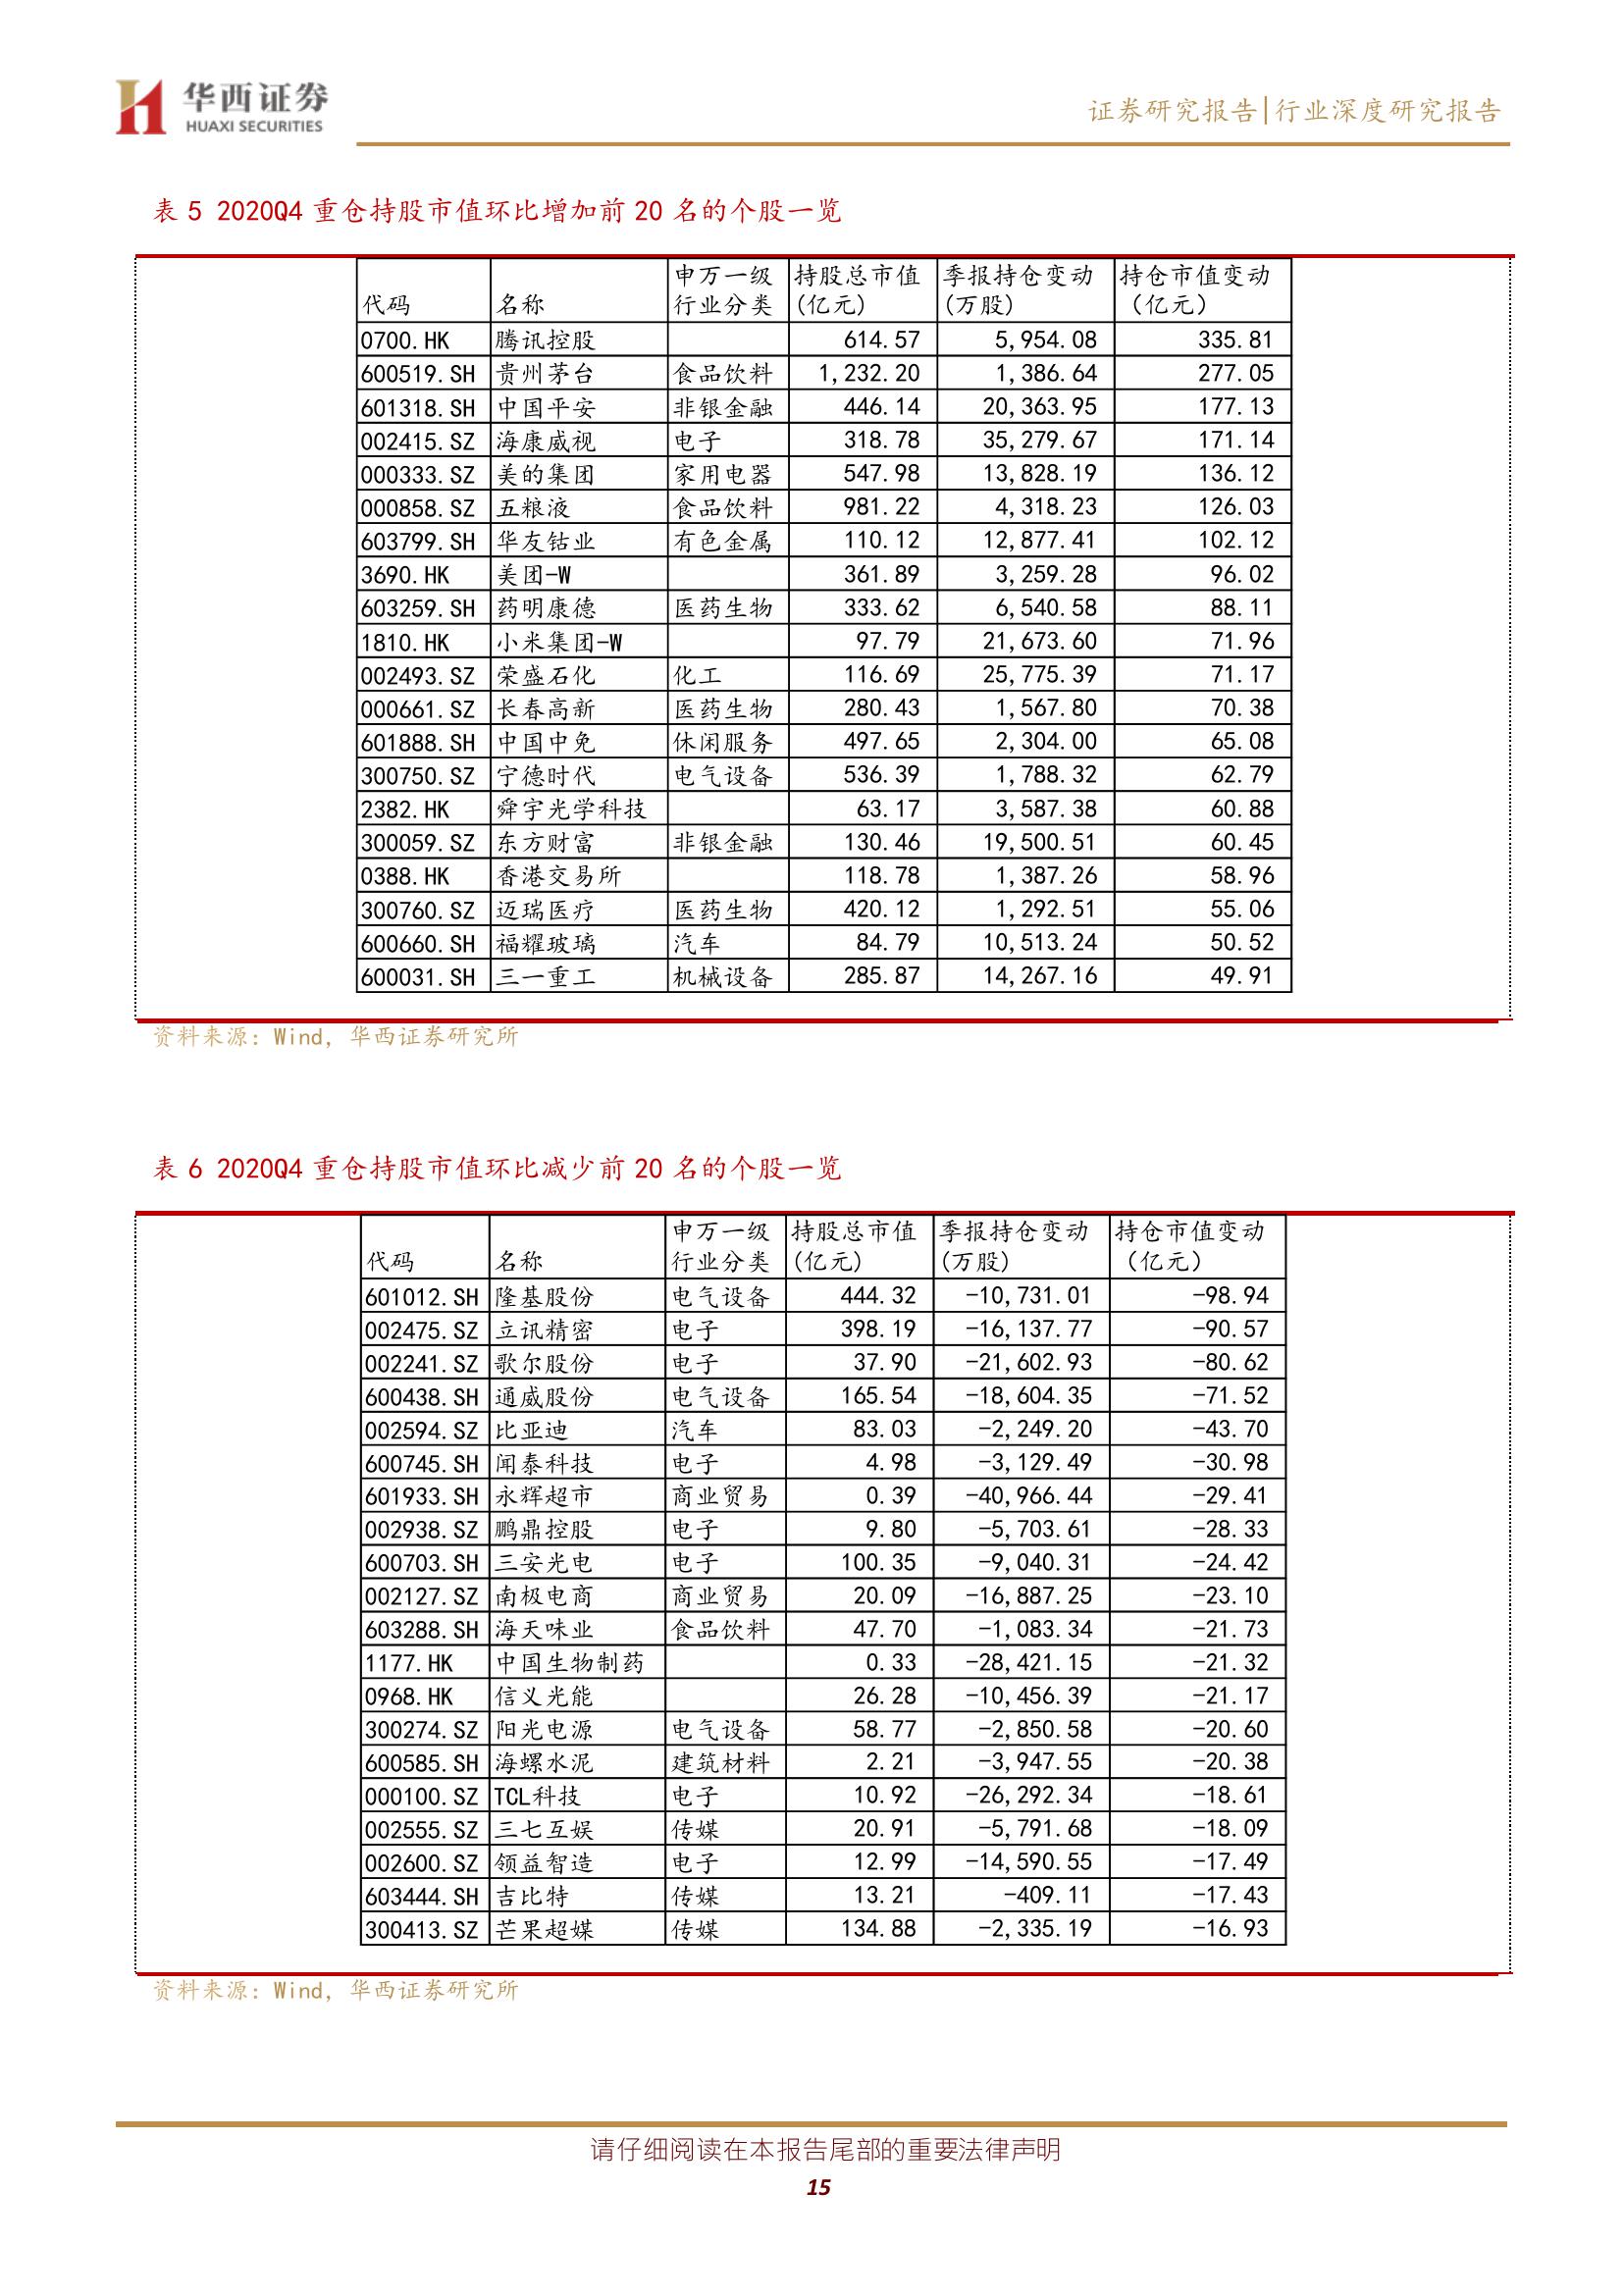 华西证券
HUAXI SECURITIES
证券研究报告|行业深度研究报告
表 5 2020Q4 重仓持股市值环比增加前 20 名的个股一览
代码 名称 申万一级行业分类 持股总市值(亿元) 季报持仓变动(万股) 持仓市值变动（亿元）
0700.HK 腾讯控股 614.57 5,954.08 335.81
600519.SH 贵州茅台 食品饮料 1,232.20 1,386.64 277.05
601318.SH 中国平安 非银金融 446.14 20,363.95 177.13
002415.SZ 海康威视 电子 318.78 35,279.67 171.14
000333.SZ 美的集团 家用电器 547.98 13,828.19 136.12
000858.SZ 五粮液 食品饮料 981.22 4,318.23 126.03
603799.SH 华友钴业 有色金属 110.12 12,877.41 102.12
3690.HK 美团-W 361.89 3,259.28 96.02
603259.SH 药明康德 医药生物 333.62 6,540.58 88.11
1810.HK 小米集团-W 97.79 21,673.60 71.96
002493.SZ 荣盛石化 化工 116.69 25,775.39 71.17
000661.SZ 长春高新 医药生物 280.43 1,567.80 70.38
601888.SH 中国中免 休闲服务 497.65 2,304.00 65.08
300750.SZ 宁德时代 电气设备 536.39 1,788.32 62.79
2382.HK 舜宇光学科技 63.17 3,587.38 60.88
300059.SZ 东方财富 非银金融 130.46 19,500.51 60.45
0388.HK 香港交易所 118.78 1,387.26 58.96
300760.SZ 迈瑞医疗 医药生物 420.12 1,292.51 55.06
600660.SH 福耀玻璃 汽车 84.79 10,513.24 50.52
600031.SH 三一重工 机械设备 285.87 14,267.16 49.91
资料来源：Wind，华西证券研究所
表 6 2020Q4 重仓持股市值环比减少前 20 名的个股一览
代码 名称 申万一级行业分类 持股总市值(亿元) 季报持仓变动(万股) 持仓市值变动（亿元）
601012.SH 隆基股份 电气设备 444.32 -10,731.01 -98.94
002475.SZ 立讯精密 电子 398.19 -16,137.77 -90.57
002241.SZ 歌尔股份 电子 37.90 -21,602.93 -80.62
600438.SH 通威股份 电气设备 165.54 -18,604.35 -71.52
002594.SZ 比亚迪 汽车 83.03 -2,249.20 -43.70
600745.SH 闻泰科技 电子 4.98 -3,129.49 -30.98
601933.SH 永辉超市 商业贸易 0.39 -40,966.44 -29.41
002938.SZ 鹏鼎控股 电子 9.80 -5,703.61 -28.33
600703.SH 三安光电 电子 100.35 -9,040.31 -24.42
002127.SZ 南极电商 商业贸易 20.09 -16,887.25 -23.10
603288.SH 海天味业 食品饮料 47.70 -1,083.34 -21.73
1177.HK 中国生物制药 0.33 -28,421.15 -21.32
0968.HK 信义光能 26.28 -10,456.39 -21.17
300274.SZ 阳光电源 电气设备 58.77 -2,850.58 -20.60
600585.SH 海螺水泥 建筑材料 2.21 -3,947.55 -20.38
000100.SZ TCL科技 电子 10.92 -26,292.34 -18.61
002555.SZ 三七互娱 传媒 20.91 -5,791.68 -18.09
002600.SZ 领益智造 电子 12.99 -14,590.55 -17.49
603444.SH 吉比特 传媒 13.21 -409.11 -17.43
300413.SZ 芒果超媒 传媒 134.88 -2,335.19 -16.93
资料来源：Wind，华西证券研究所
请仔细阅读在本报告尾部的重要法律声明
15